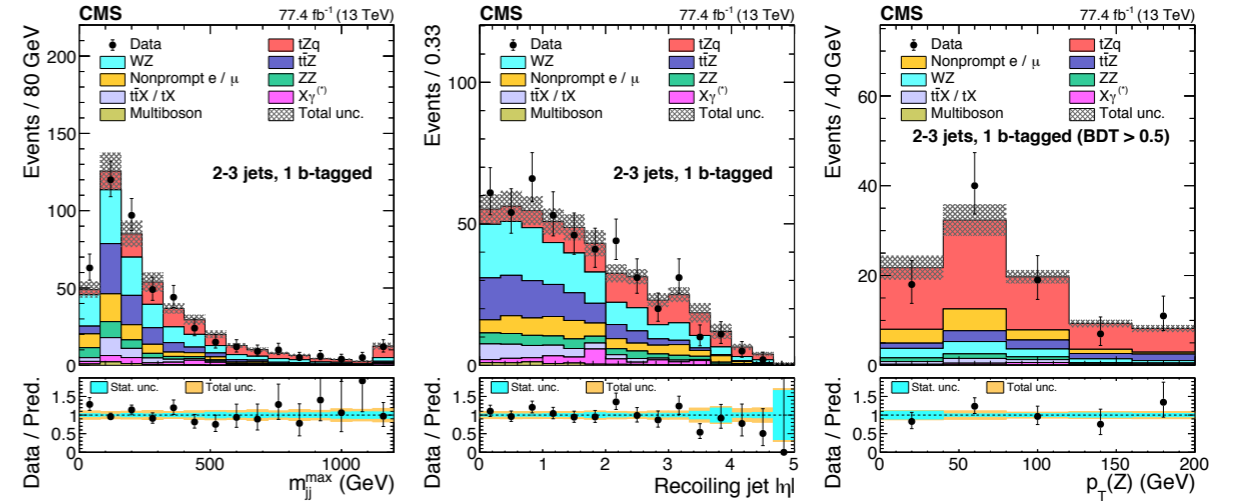 CMS 77.4 fb⁻¹ (13 TeV)
Events / 80 GeV
200
150
100
50
0
Data
tZq
WZ
tt̄Z
Nonprompt e / μ
ZZ
tt̄X / tX
Xγ(*)
Multiboson
Total unc.
2-3 jets, 1 b-tagged
Data / Pred.
1.5
1
0.5
0
Stat. unc.
Total unc.
0 500 1000
m_jj^max (GeV)
CMS 77.4 fb⁻¹ (13 TeV)
Events / 0.33
100
50
0
Data
tZq
WZ
tt̄Z
Nonprompt e / μ
ZZ
tt̄X / tX
Xγ(*)
Multiboson
Total unc.
2-3 jets, 1 b-tagged
Data / Pred.
1.5
1
0.5
0
Stat. unc.
Total unc.
0 1 2 3 4 5
Recoiling jet |η|
CMS 77.4 fb⁻¹ (13 TeV)
Events / 40 GeV
60
40
20
0
Data
tZq
Nonprompt e / μ
tt̄Z
WZ
ZZ
tt̄X / tX
Xγ(*)
Multiboson
Total unc.
2-3 jets, 1 b-tagged (BDT > 0.5)
Data / Pred.
1.5
1
0.5
0
Stat. unc.
Total unc.
0 50 100 150 200
p_T(Z) (GeV)